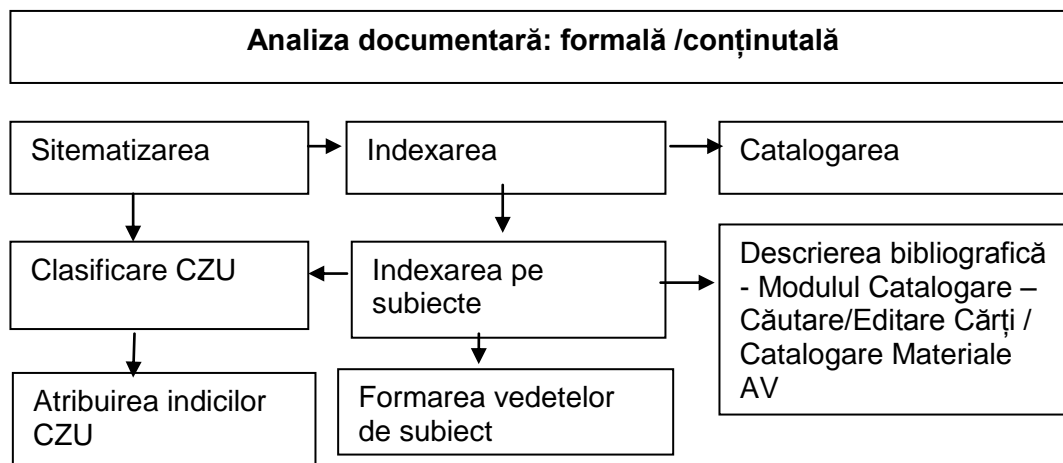 Analiza documentară: formală /conținutală
Sitematizarea
Indexarea
Catalogarea
Clasificare CZU
Indexarea pe
subiecte
Descrierea bibliografică
- Modulul Catalogare –
Căutare/Editare Cărți /
Catalogare Materiale
AV
Atribuirea indicilor
CZU
Formarea vedetelor
de subiect